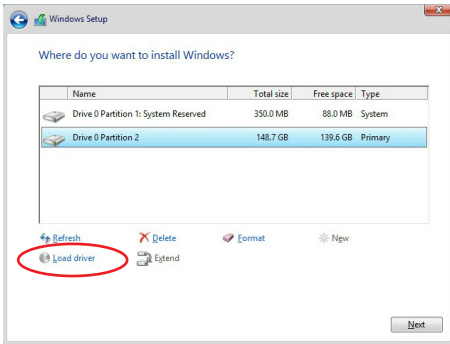 Windows Setup
Where do you want to install Windows?
Name Total size Free space Type
Drive 0 Partition 1: System Reserved 350.0 MB 88.0 MB System
Drive 0 Partition 2 148.7 GB 139.6 GB Primary
Refresh Delete Format New
Load driver Extend
Next